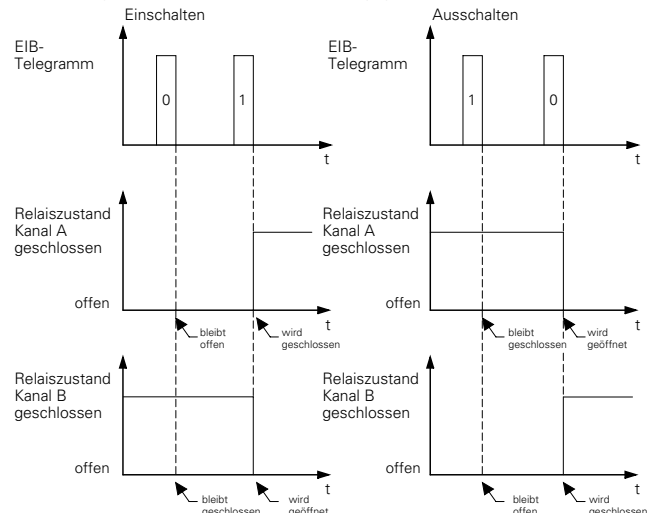 Einschalten
Ausschalten
EIB-
Telegramm
0
1
t
EIB-
Telegramm
1
0
t
Relaiszustand
Kanal A
geschlossen
offen
bleibt
offen
wird
geschlossen
t
Relaiszustand
Kanal A
geschlossen
offen
bleibt
geschlossen
wird
geöffnet
t
Relaiszustand
Kanal B
geschlossen
offen
bleibt
geschlossen
wird
geöffnet
t
Relaiszustand
Kanal B
geschlossen
offen
bleibt
offen
wird
geschlossen
t